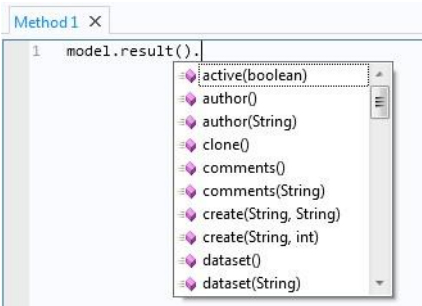 Method 1 ×
1 model.result().
active(boolean)
author()
author(String)
clone()
comments()
comments(String)
create(String, String)
create(String, int)
dataset()
dataset(String)